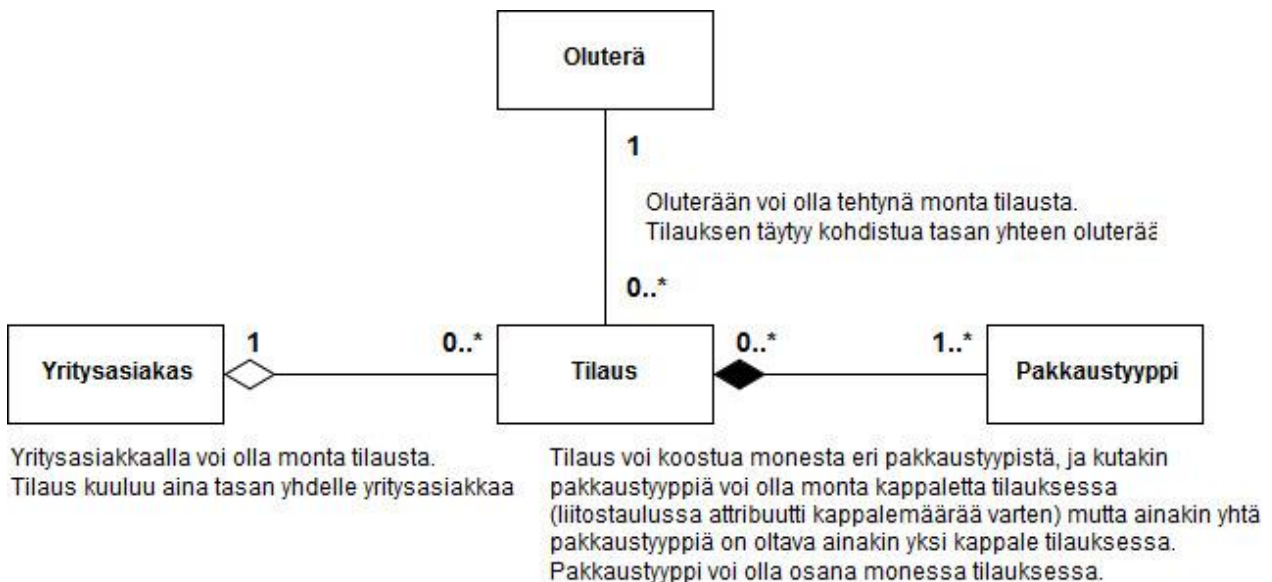 Oluterä
1
Oluterään voi olla tehtynä monta tilausta.
Tilauksen täytyy kohdistua tasan yhteen oluterää
0..*
Yritysasiakas
1
0..*
Tilaus
0..*
1..*
Pakkaustyyppi
Yritysasiakkaalla voi olla monta tilausta.
Tilaus kuuluu aina tasan yhdelle yritysasiakkaa
Tilaus voi koostua monesta eri pakkaustyypistä, ja kutakin
pakkaustyyppiä voi olla monta kappaletta tilauksessa
(liitostaulussa attribuutti kappalemäärää varten) mutta ainakin yhtä
pakkaustyyppiä on oltava ainakin yksi kappale tilauksessa.
Pakkaustyyppi voi olla osana monessa tilauksessa.